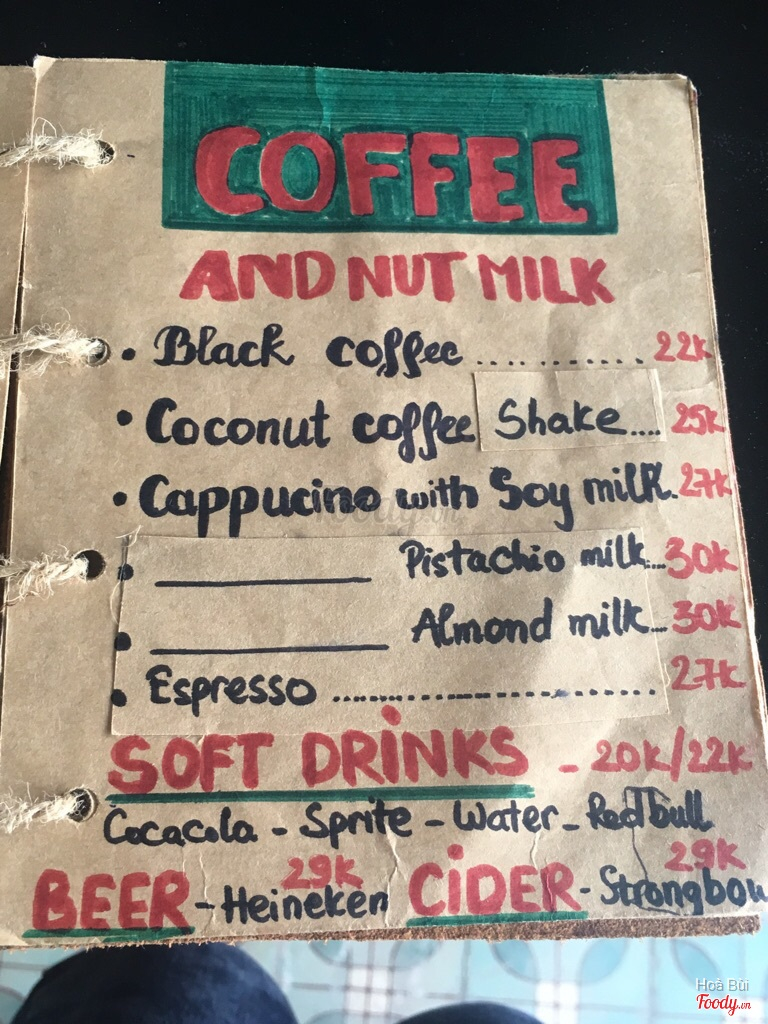 COFFEE
AND NUT MILK
• Black coffee .... ....... 22k
• Coconut coffee Shake.... 25k
• Cappucino with Soy milk. 27k
• __________ Pistachio milk... 30k
• __________ Almond milk... 30k
• Espresso ........................ 27k
SOFT DRINKS - 20k/22k
Cocacola - Sprite - Water - Redbull
BEER - Heineken 29k CIDER - Strongbow 29k
Hoà Bùi
Foody.vn